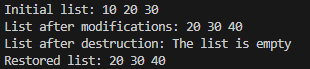 Initial list: 10 20 30
List after modifications: 20 30 40
List after destruction: The list is empty
Restored list: 20 30 40